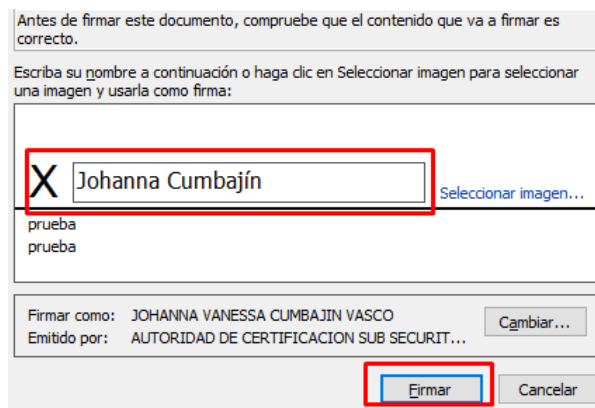 Antes de firmar este documento, compruebe que el contenido que va a firmar es
correcto.
Escriba su nombre a continuación o haga clic en Seleccionar imagen para seleccionar
una imagen y usarla como firma:
X Johanna Cumbajín
Seleccionar imagen...
prueba
prueba
Firmar como: JOHANNA VANESSA CUMBAJIN VASCO
Cambiar...
Emitido por: AUTORIDAD DE CERTIFICACION SUB SECURIT...
Firmar Cancelar